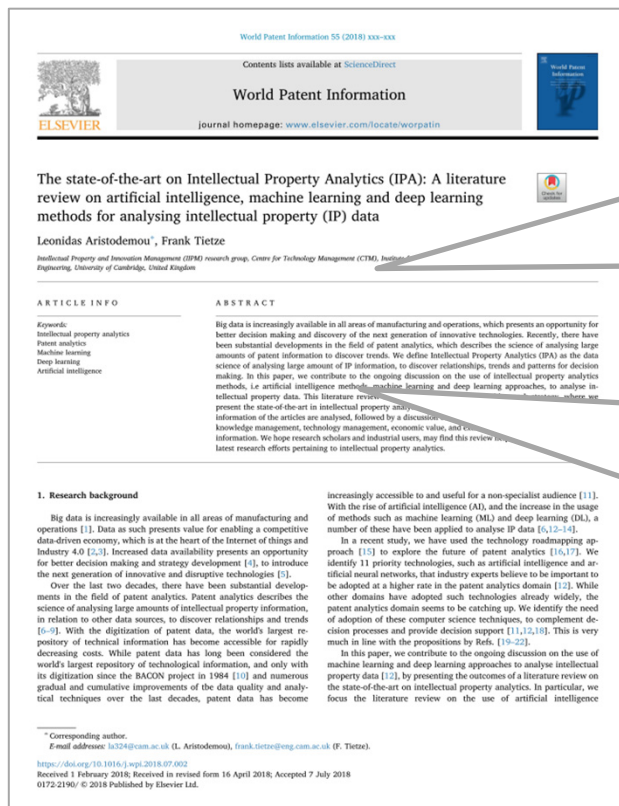 World Patent Information 55 (2018) xxx–xxx
Contents lists available at ScienceDirect
World Patent Information
journal homepage: www.elsevier.com/locate/worpatin
ELSEVIER
World Patent
Information
The state-of-the-art on Intellectual Property Analytics (IPA): A literature
review on artificial intelligence, machine learning and deep learning
methods for analysing intellectual property (IP) data
Check for
updates
Leonidas Aristodemou*, Frank Tietze
Intellectual Property and Innovation Management (IIPM) research group, Centre for Technology Management (CTM),
Engineering, University of Cambridge, United Kingdom
ARTICLE INFO
Keywords:
Intellectual property analytics
Patent analytics
Machine learning
Deep learning
Artificial intelligence
ABSTRACT
Big data is increasingly available in all areas of manufacturing and operations, which presents an opportunity for
better decision making and discovery of the next generation of innovative technologies. Recently, there have
been substantial developments in the field of patent analytics, which describes the science of analysing large
amounts of patent information to discover trends. We define Intellectual Property Analytics (IPA) as the data
science of analysing large amount of IP information, to discover relationships, trends and patterns for decision
making. In this paper, we contribute to the ongoing discussion on the use of intellectual property analytics
methods, i.e artificial intelligence methods, machine learning and deep learning approaches, to analyse in-
tellectual property data. This literature where we
present the state-of-the-art in intellectual property
information of the articles are analysed, followed by a discussion
knowledge management, technology management, economic value, and
information. We hope research scholars and industrial users, may find this review
latest research efforts pertaining to intellectual property analytics.
1. Research background
Big data is increasingly available in all areas of manufacturing and
operations [1]. Data as such presents value for enabling a competitive
data-driven economy, which is at the heart of the Internet of things and
Industry 4.0 [2,3]. Increased data availability presents an opportunity
for better decision making and strategy development [4], to introduce
the next generation of innovative and disruptive technologies [5].
Over the last two decades, there have been substantial develop-
ments in the field of patent analytics. Patent analytics describes the
science of analysing large amounts of intellectual property information,
in relation to other data sources, to discover relationships and trends
[6–9]. With the digitization of patent data, the world's largest re-
pository of technical information has become accessible for rapidly
decreasing costs. While patent data has long been considered the
world's largest repository of technological information, and only with
its digitization since the BACON project in 1984 [10] and numerous
gradual and cumulative improvements of the data quality and analy-
tical techniques over the last decades, patent data has become
increasingly accessible to and useful for a non-specialist audience [11].
With the rise of artificial intelligence (AI), and the increase in the usage
of methods such as machine learning (ML) and deep learning (DL), a
number of these have been applied to analyse IP data [6,12–14].
In a recent study, we have used the technology roadmapping ap-
proach [15] to explore the future of patent analytics [16,17]. We
identify 11 priority technologies, such as artificial intelligence and ar-
tificial neural networks, that industry experts believe to be important to
be adopted at a higher rate in the patent analytics domain [12]. While
other domains have adopted such technologies already widely, the
patent analytics domain seems to be catching up. We identify the need
of adoption of these computer science techniques, to complement de-
cision processes and provide decision support [11,12,18]. This is very
much in line with the propositions by Refs. [19–22].
In this paper, we contribute to the ongoing discussion on the use of
machine learning and deep learning approaches to analyse intellectual
property data [12], by presenting the outcomes of a literature review on
the state-of-the-art on intellectual property analytics. In particular, we
focus the literature review on the use of artificial intelligence
* Corresponding author.
E-mail addresses: la324@cam.ac.uk (L. Aristodemou), frank.tietze@eng.cam.ac.uk (F. Tietze).
https://doi.org/10.1016/j.wpi.2018.07.002
Received 1 February 2018; Received in revised form 16 April 2018; Accepted 7 July 2018
0172-2190/ © 2018 Published by Elsevier Ltd.